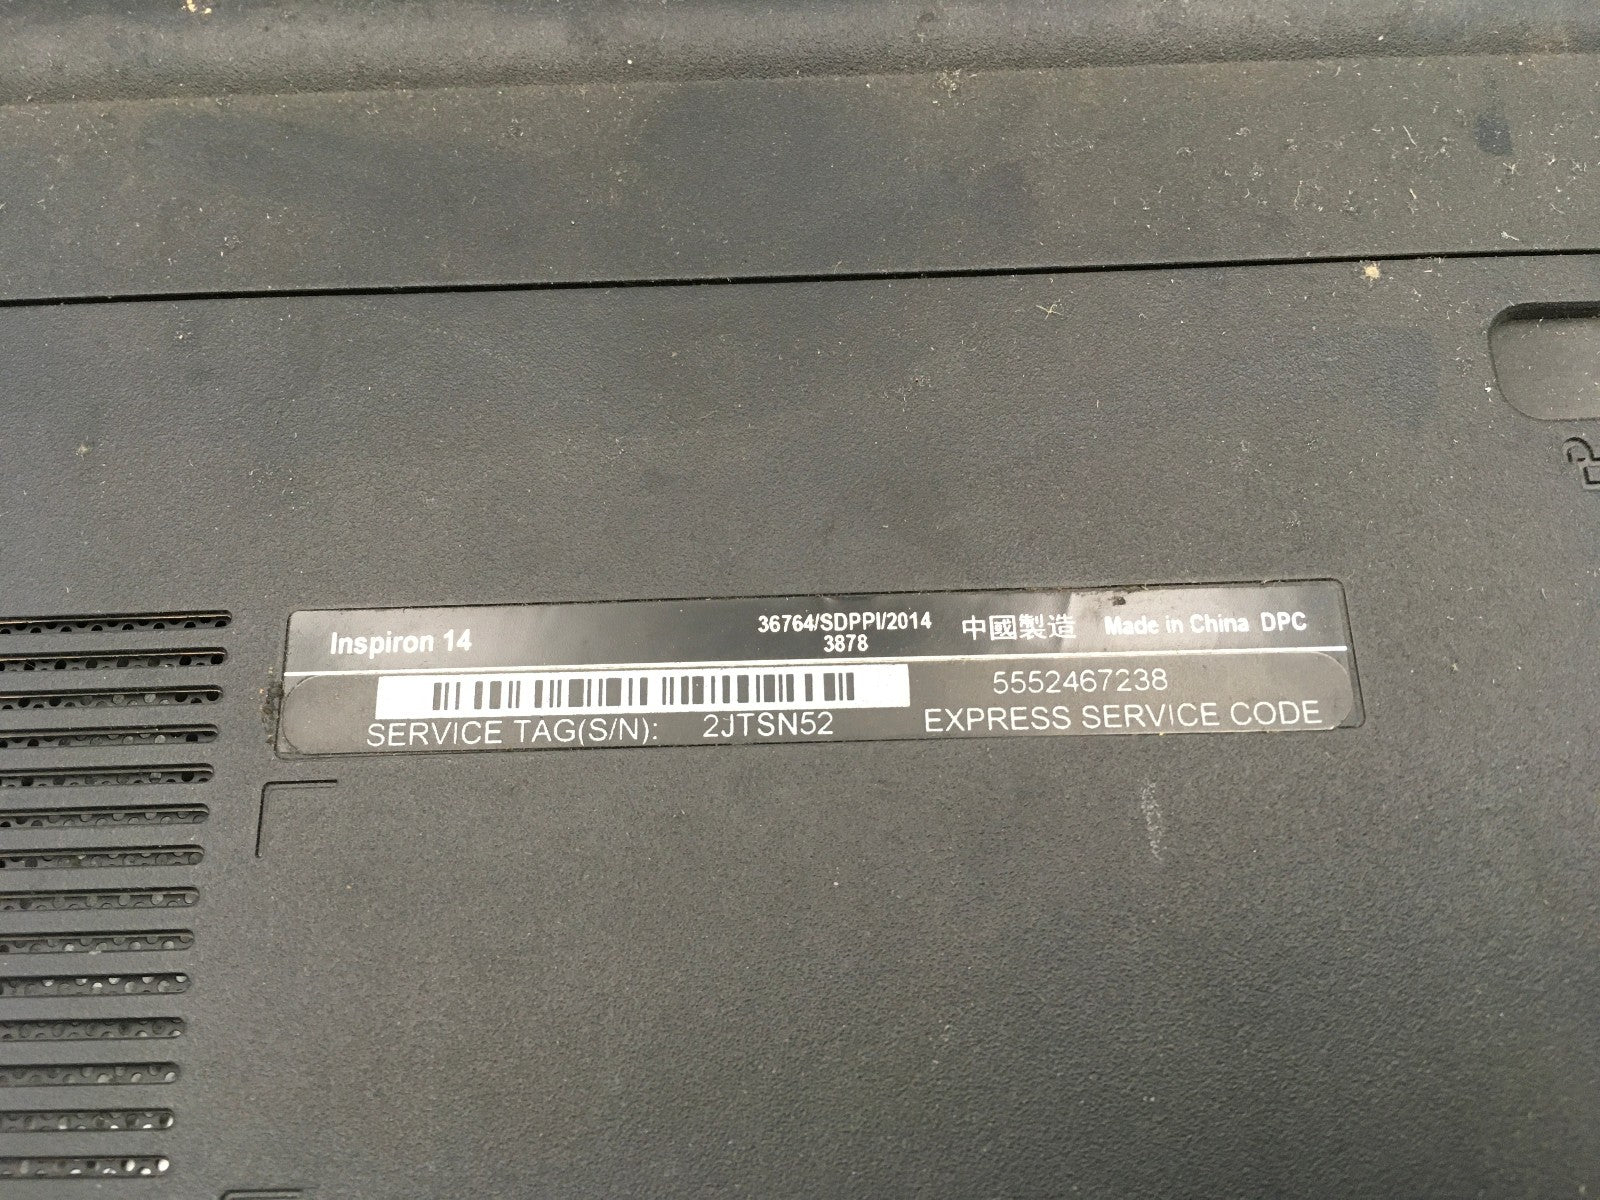 Inspiron 14
36764/SDPPI/2014
3878
中國製造 Made in China DPC
5552467238
SERVICE TAG(S/N): 2JTSN52
EXPRESS SERVICE CODE